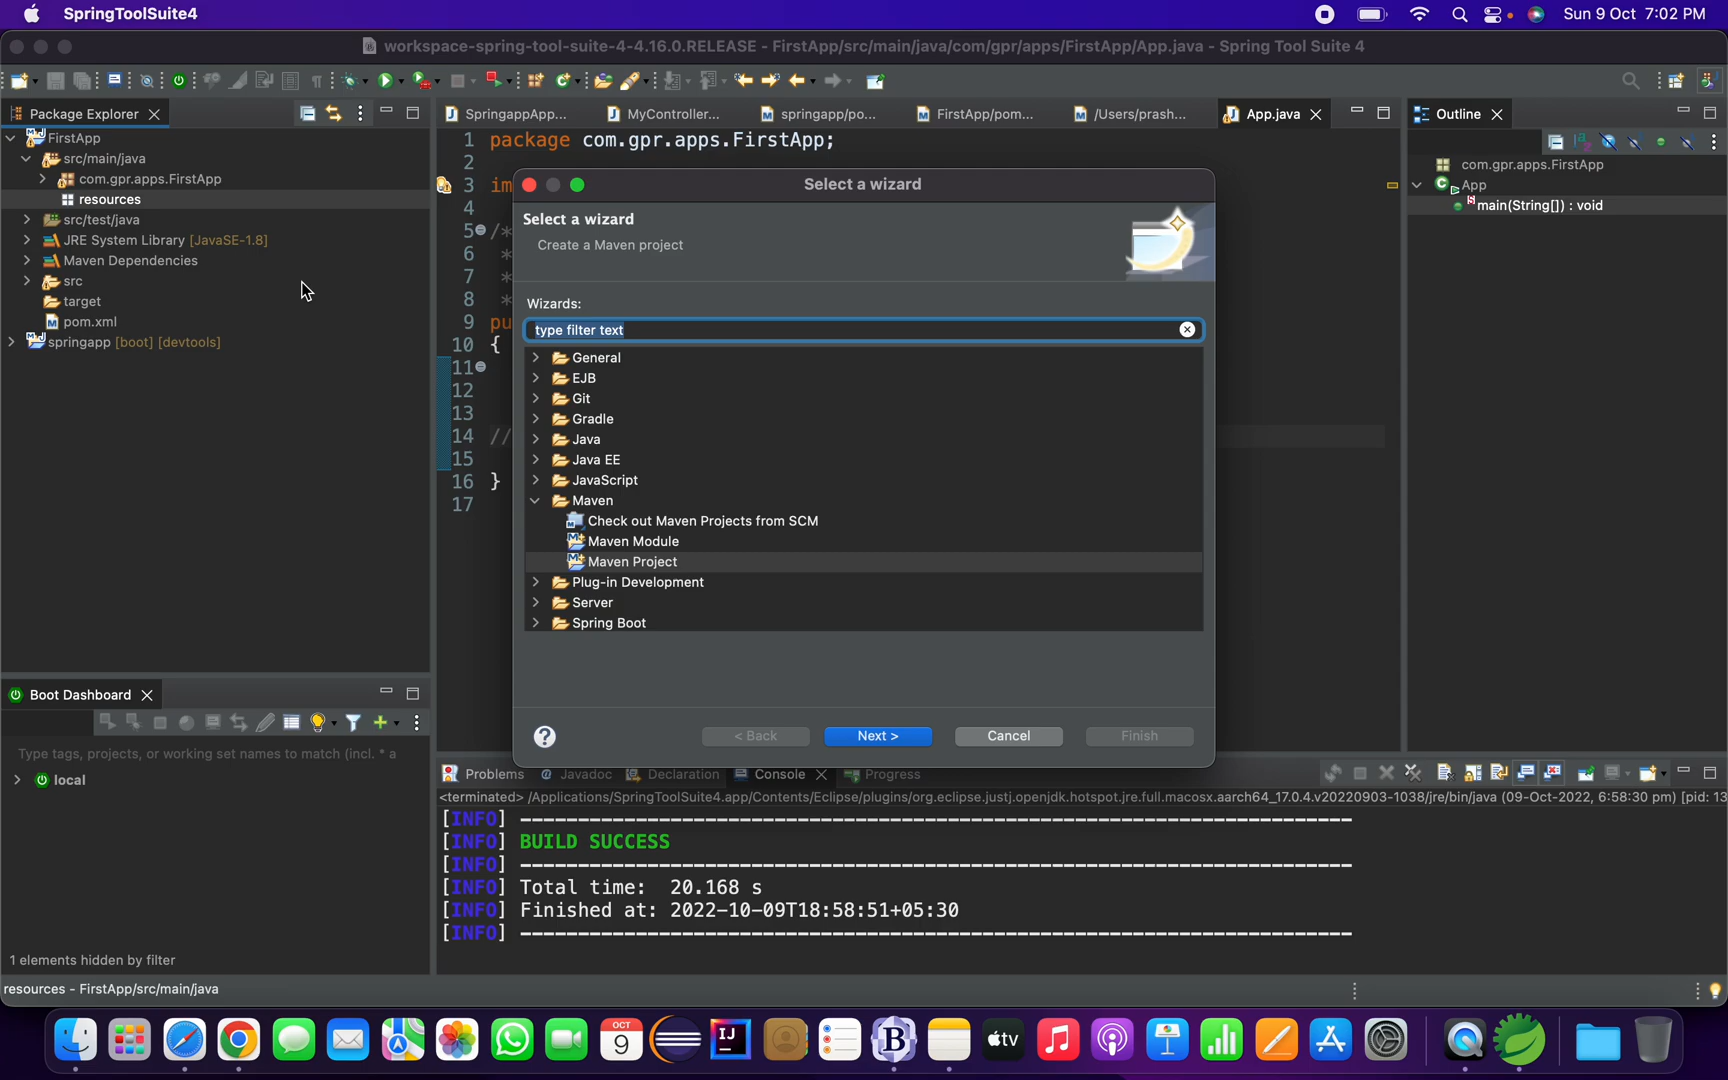 SpringToolSuite4
Sun 9 Oct 7:02 PM
workspace-spring-tool-suite-4-4.16.0.RELEASE - FirstApp/src/main/java/com/gpr/apps/FirstApp/App.java - Spring Tool Suite 4
Package Explorer
FirstApp
src/main/java
com.gpr.apps.FirstApp
resources
src/test/java
JRE System Library [JavaSE-1.8]
Maven Dependencies
src
target
pom.xml
springapp [boot] [devtools]
SpringappApp...
MyController...
springapp/po...
FirstApp/pom...
/Users/prash...
App.java
1 package com.gpr.apps.FirstApp;
2
3 im
4
5 /*
6 *
7 *
8 *
9 pu
10 {
11
12
13
14 //
15
16 }
17
Select a wizard
Select a wizard
Create a Maven project
Wizards:
type filter text
General
EJB
Git
Gradle
Java
Java EE
JavaScript
Maven
Check out Maven Projects from SCM
Maven Module
Maven Project
Plug-in Development
Server
Spring Boot
?
< Back
Next >
Cancel
Finish
Outline
com.gpr.apps.FirstApp
App
main(String[]) : void
Boot Dashboard
Type tags, projects, or working set names to match (incl. * a
local
1 elements hidden by filter
Problems
Javadoc
Declaration
Console
Progress
<terminated> /Applications/SpringToolSuite4.app/Contents/Eclipse/plugins/org.eclipse.justj.openjdk.hotspot.jre.full.macosx.aarch64_17.0.4.v20220903-1038/jre/bin/java (09-Oct-2022, 6:58:30 pm) [pid: 13
[INFO] ------------------------------------------------------------------------
[INFO] BUILD SUCCESS
[INFO] ------------------------------------------------------------------------
[INFO] Total time:  20.168 s
[INFO] Finished at: 2022-10-09T18:58:51+05:30
[INFO] ------------------------------------------------------------------------
resources - FirstApp/src/main/java
OCT
9
IJ
B
tv